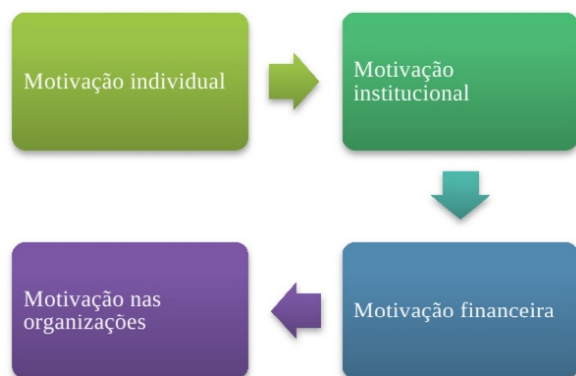 Motivação individual
Motivação
institucional
Motivação financeira
Motivação nas
organizações